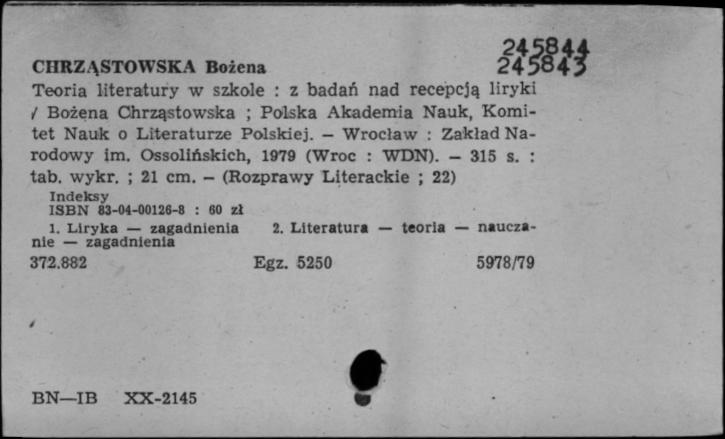 245844
CHRZĄSTOWSKA Bożena 245843
Teoria literatury w szkole : z badań nad recepcją liryki
/ Bożena Chrząstowska ; Polska Akademia Nauk, Komi-
tet Nauk o Literaturze Polskiej. — Wrocław : Zakład Na-
rodowy im. Ossolińskich, 1979 (Wroc : WDN). — 315 s. :
tab. wykr. ; 21 cm. — (Rozprawy Literackie ; 22)
Indeksy
ISBN 83-04-00126-8 : 60 zł
1. Liryka — zagadnienia 2. Literatura — teoria — naucza-
nie — zagadnienia
372.882 Egz. 5250 5978/79
BN—IB XX-2145